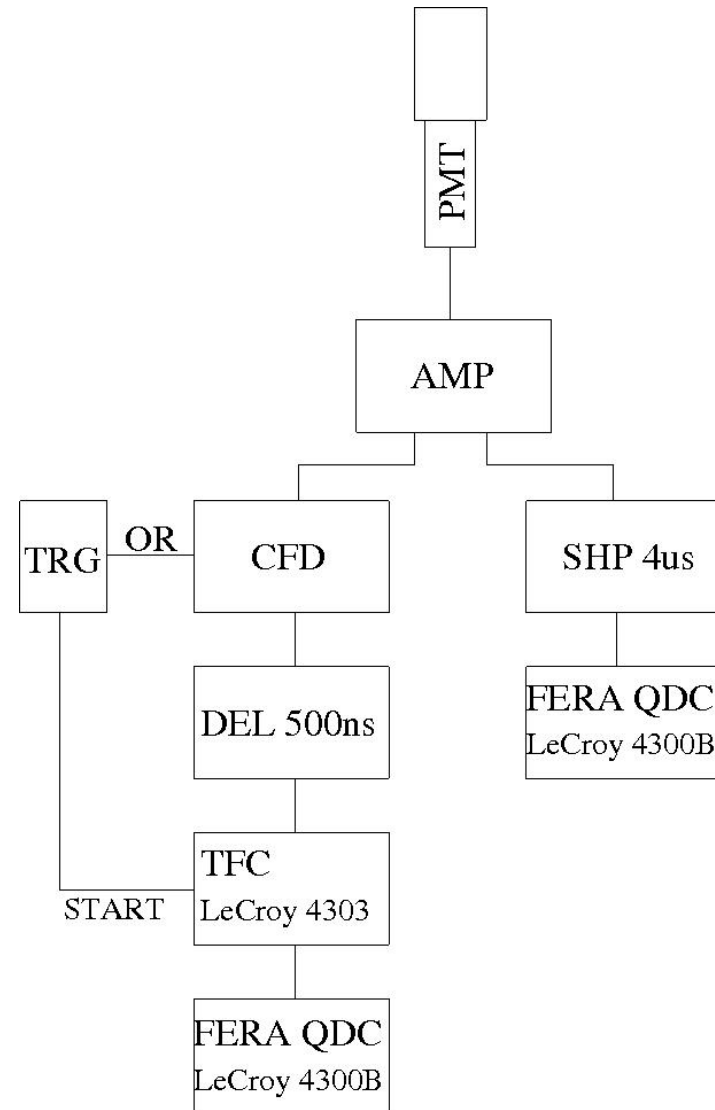 PMT
AMP
TRG
OR
CFD
SHP 4us
DEL 500ns
FERA QDC
LeCroy 4300B
TFC
LeCroy 4303
START
FERA QDC
LeCroy 4300B